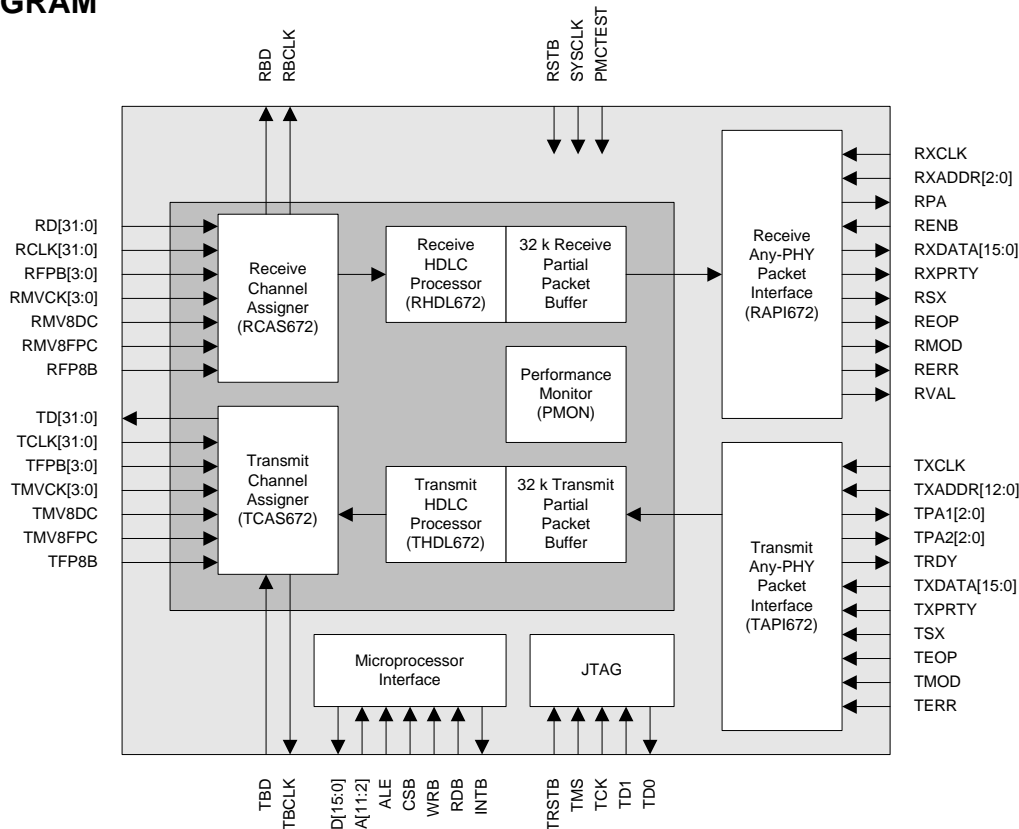 GRAM
RBD
RBCLK
RSTB
SYSCLK
PMCTEST
RD[31:0]
RCLK[31:0]
RFPB[3:0]
RMVCK[3:0]
RMV8DC
RMV8FPC
RFP8B
TD[31:0]
TCLK[31:0]
TFPB[3:0]
TMVCK[3:0]
TMV8DC
TMV8FPC
TFP8B
Receive
Channel
Assigner
(RCAS672)
Receive
HDLC
Processor
(RHDL672)
32 k Receive
Partial
Packet
Buffer
Performance
Monitor
(PMON)
Transmit
Channel
Assigner
(TCAS672)
Transmit
HDLC
Processor
(THDL672)
32 k Transmit
Partial
Packet
Buffer
Receive
Any-PHY
Packet
Interface
(RAPI672)
Transmit
Any-PHY
Packet
Interface
(TAPI672)
RXCLK
RXADDR[2:0]
RPA
RENB
RXDATA[15:0]
RXPRTY
RSX
REOP
RMOD
RERR
RVAL
TXCLK
TXADDR[12:0]
TPA1[2:0]
TPA2[2:0]
TRDY
TXDATA[15:0]
TXPRTY
TSX
TEOP
TMOD
TERR
Microprocessor
Interface
JTAG
TBD
TBCLK
D[15:0]
A[11:2]
ALE
CSB
WRB
RDB
INTB
TRSTB
TMS
TCK
TD1
TD0